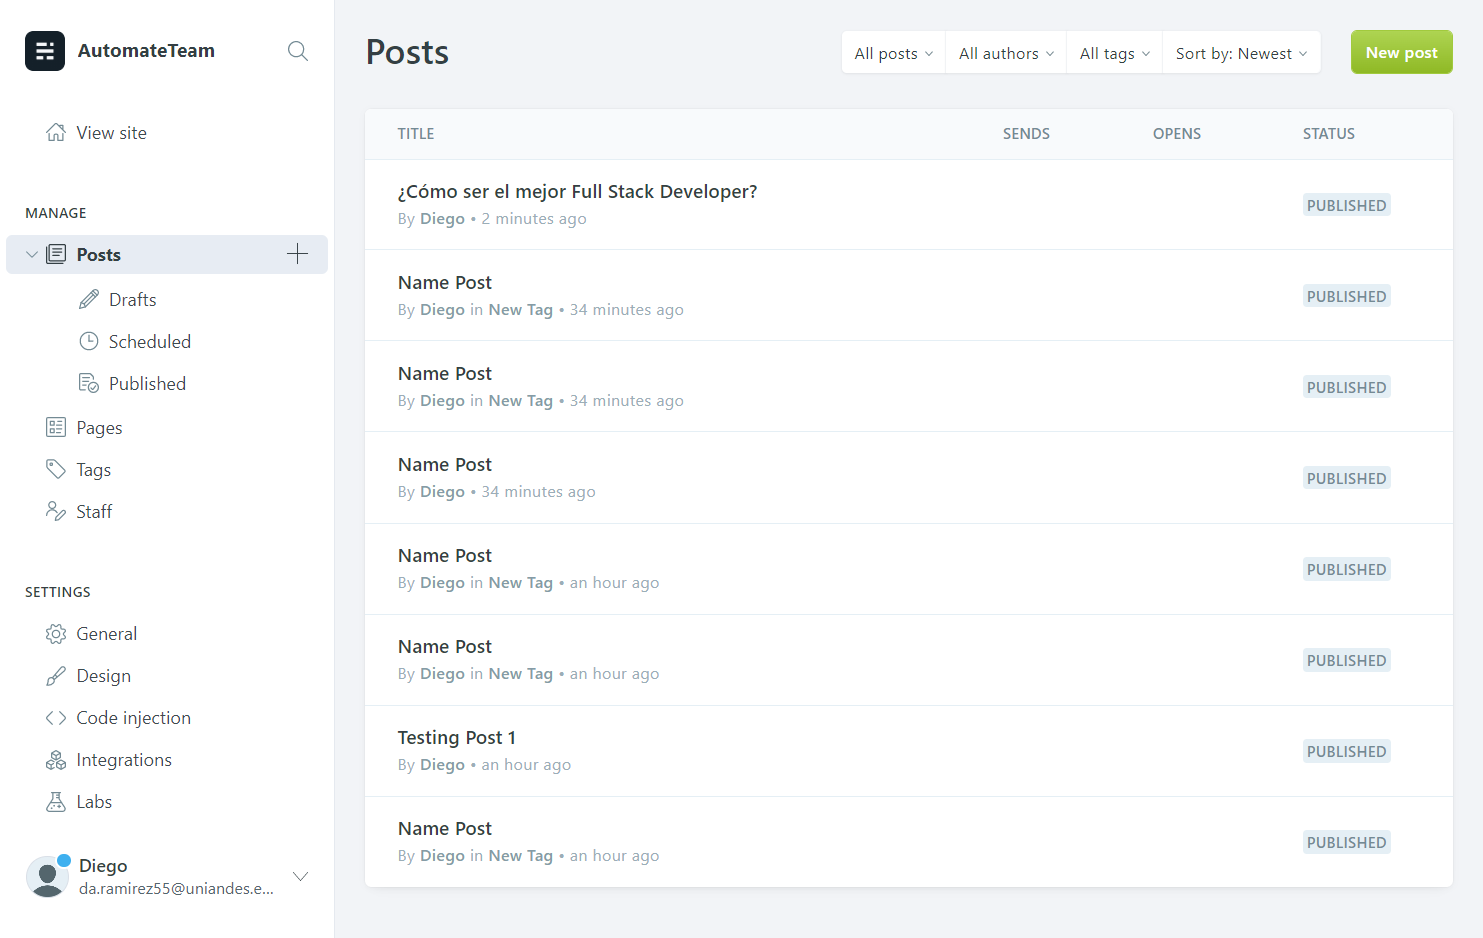 AutomateTeam
View site
MANAGE
Posts
Drafts
Scheduled
Published
Pages
Tags
Staff
SETTINGS
General
Design
Code injection
Integrations
Labs
Diego
da.ramirez55@uniandes.e...
Posts
All posts
All authors
All tags
Sort by: Newest
New post
TITLE SENDS OPENS STATUS
¿Cómo ser el mejor Full Stack Developer?
By Diego • 2 minutes ago
PUBLISHED
Name Post
By Diego in New Tag • 34 minutes ago
PUBLISHED
Name Post
By Diego in New Tag • 34 minutes ago
PUBLISHED
Name Post
By Diego • 34 minutes ago
PUBLISHED
Name Post
By Diego in New Tag • an hour ago
PUBLISHED
Name Post
By Diego in New Tag • an hour ago
PUBLISHED
Testing Post 1
By Diego • an hour ago
PUBLISHED
Name Post
By Diego in New Tag • an hour ago
PUBLISHED